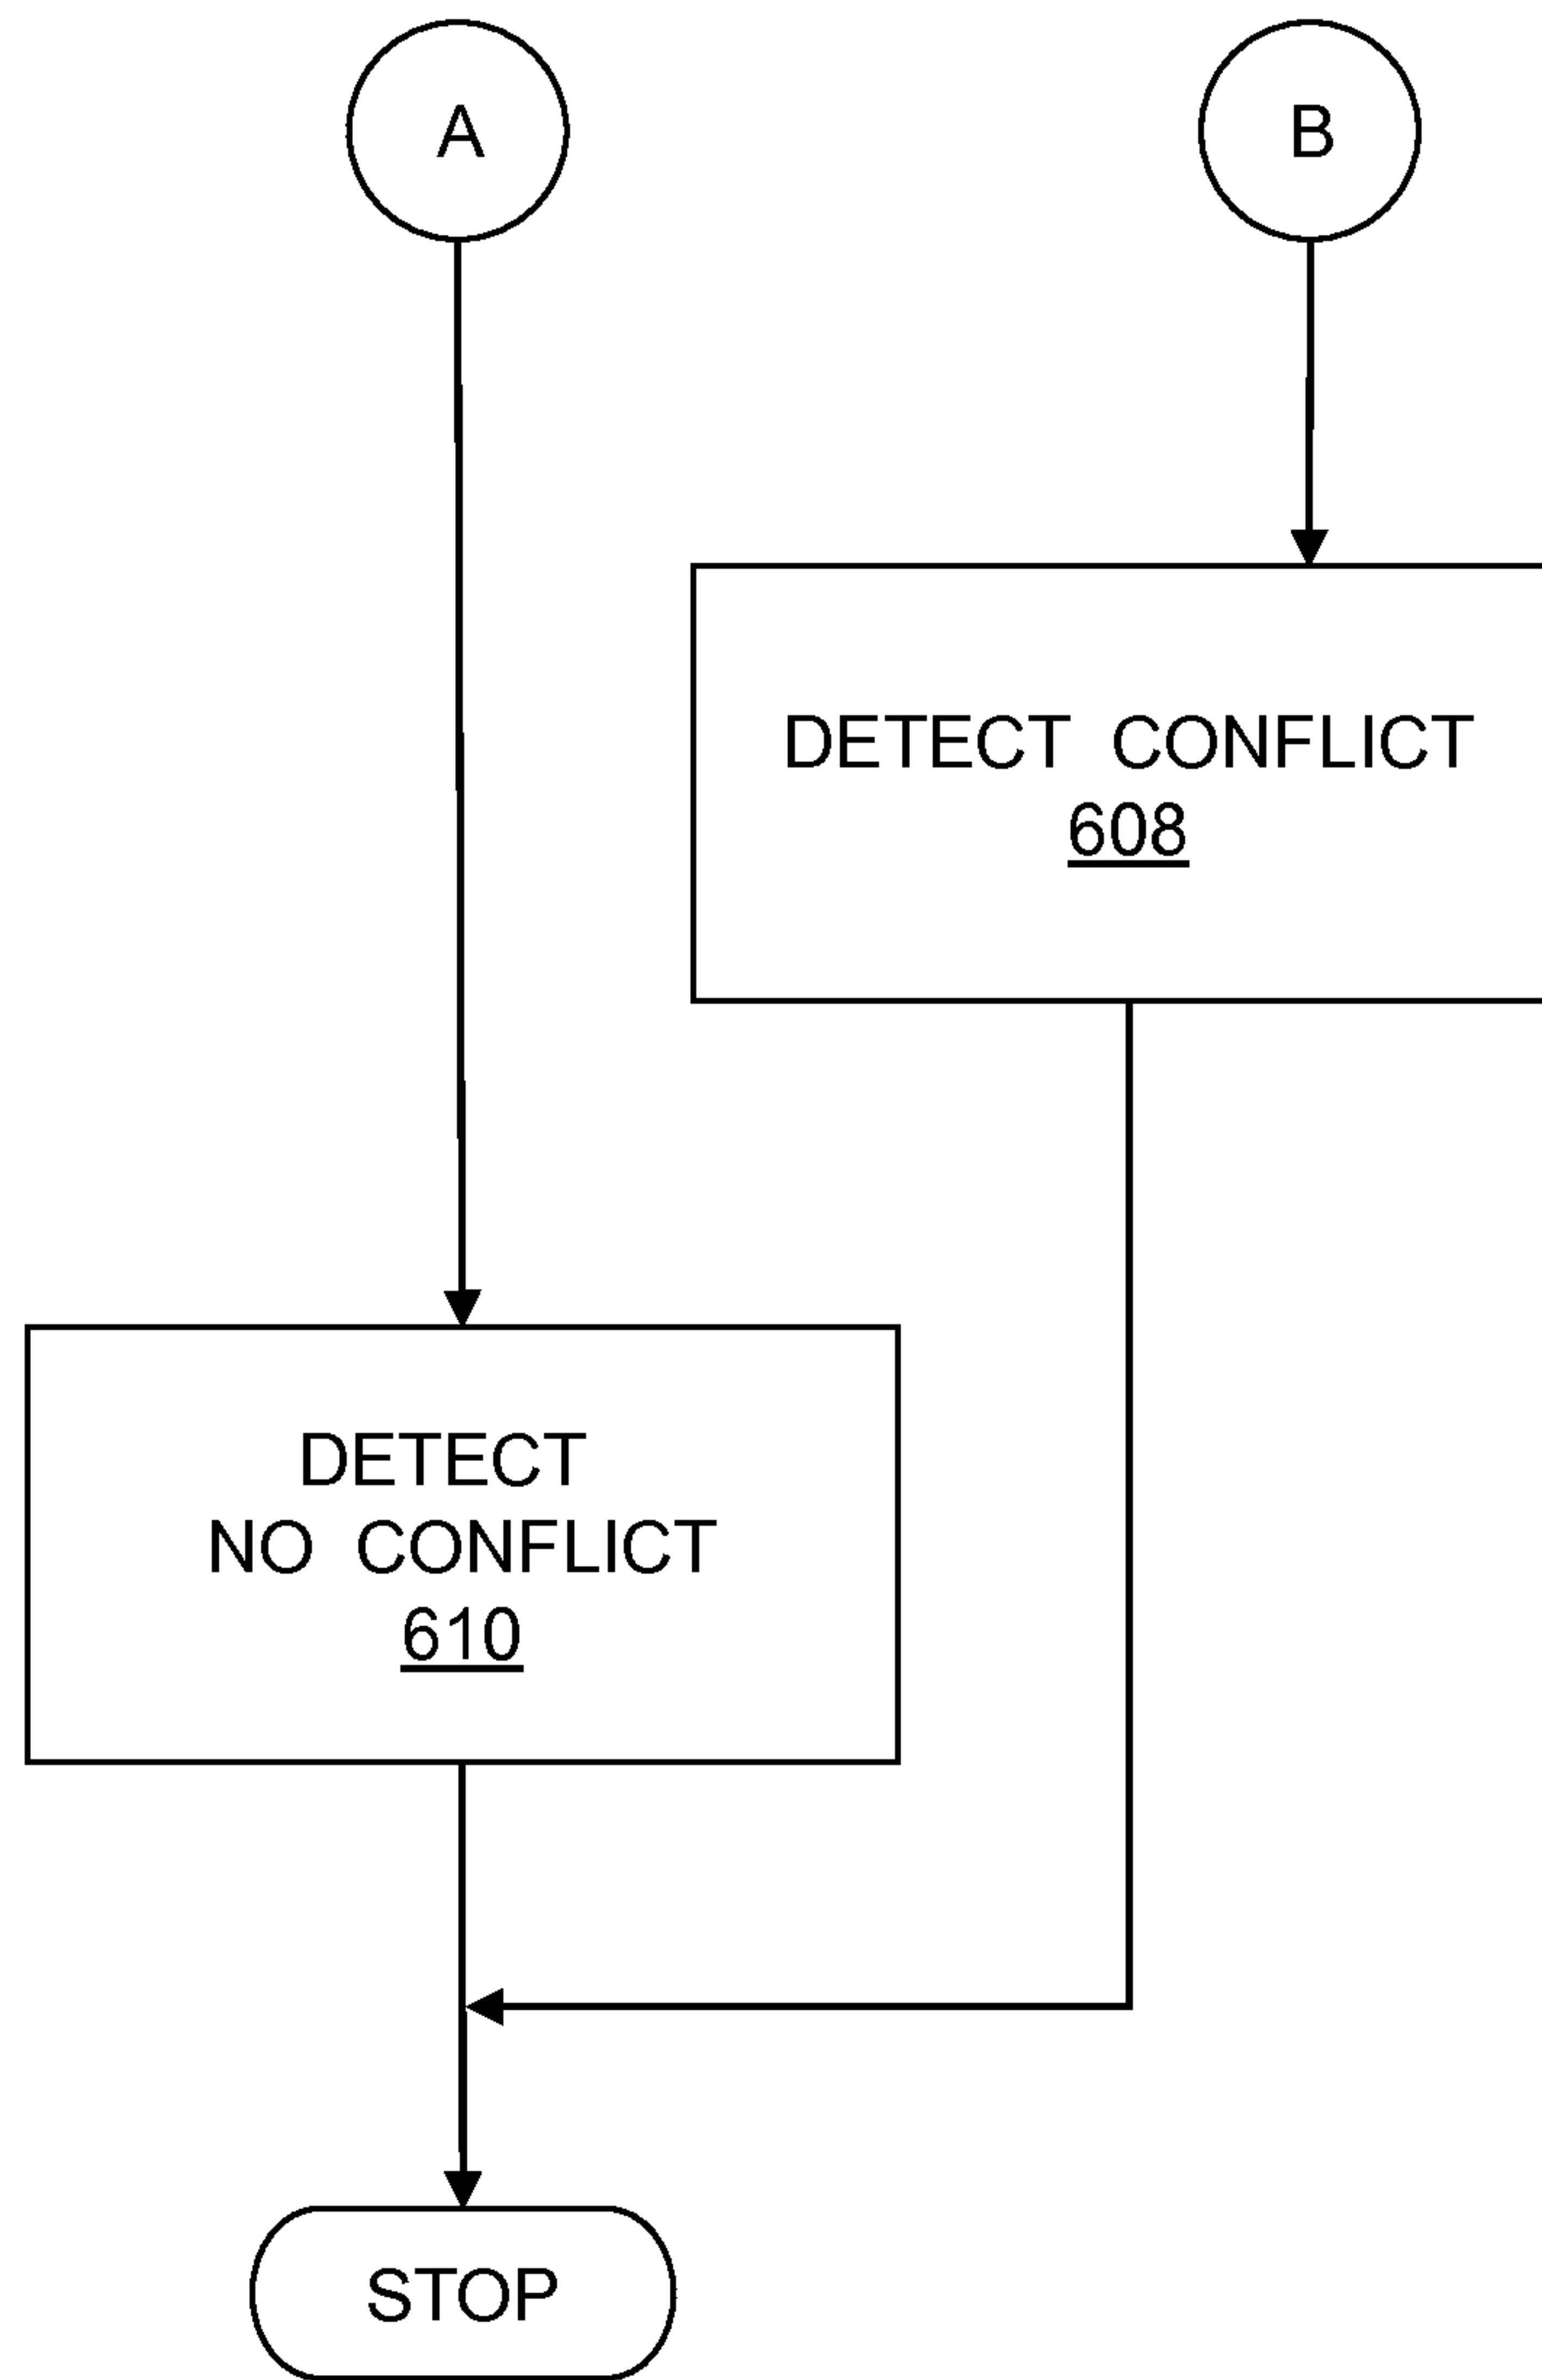 A
B
DETECT CONFLICT
608
DETECT
NO CONFLICT
610
STOP